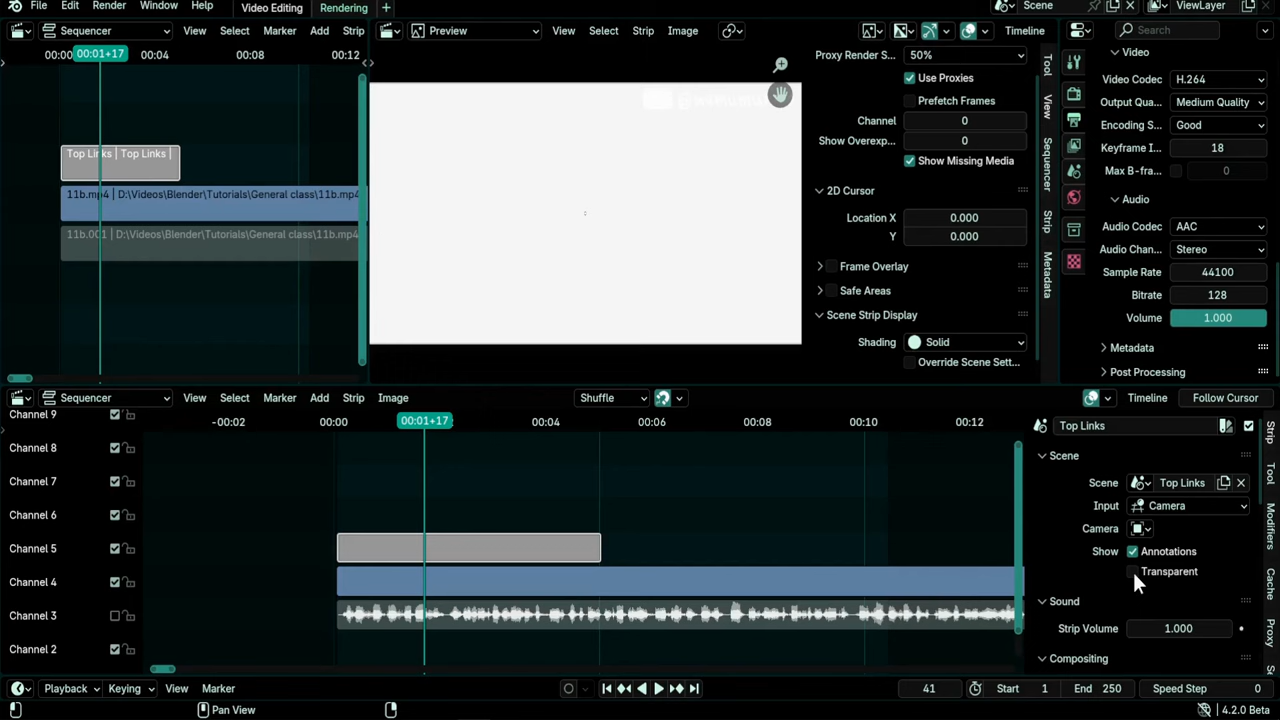 File Edit Render Window Help Video Editing Rendering + Scene ViewLayer
Sequencer View Select Marker Add Strip
Preview View Select Strip Image Timeline
Search
00:00 00:01+17 00:04 00:08 00:12
Top Links | Top Links |
11b.mp4 | D:\Videos\Blender\Tutorials\General class\11b.mp4
11b.001 | D:\Videos\Blender\Tutorials\General class\11b.mp4
Proxy Render S... 50%
Use Proxies
Prefetch Frames
Channel 0
Show Overexp... 0
Show Missing Media
2D Cursor
Location X 0.000
Y 0.000
Frame Overlay
Safe Areas
Scene Strip Display
Shading Solid
Override Scene Sett...
Tool
View
Sequencer
Strip
Metadata
Video
Video Codec H.264
Output Qua... Medium Quality
Encoding S... Good
Keyframe I... 18
Max B-fra... 0
Audio
Audio Codec AAC
Audio Chan... Stereo
Sample Rate 44100
Bitrate 128
Volume 1.000
Metadata
Post Processing
Sequencer View Select Marker Add Strip Image Shuffle Timeline Follow Cursor
-00:02 00:00 00:01+17 00:04 00:06 00:08 00:10 00:12
Channel 9
Channel 8
Channel 7
Channel 6
Channel 5
Channel 4
Channel 3
Channel 2
Top Links
Scene
Scene Top Links
Input Camera
Camera
Show Annotations
Transparent
Sound
Strip Volume 1.000
Compositing
Strip
Tool
Modifiers
Cache
Proxy
Playback Keying View Marker 41 Start 1 End 250 Speed Step 0
Pan View 4.2.0 Beta